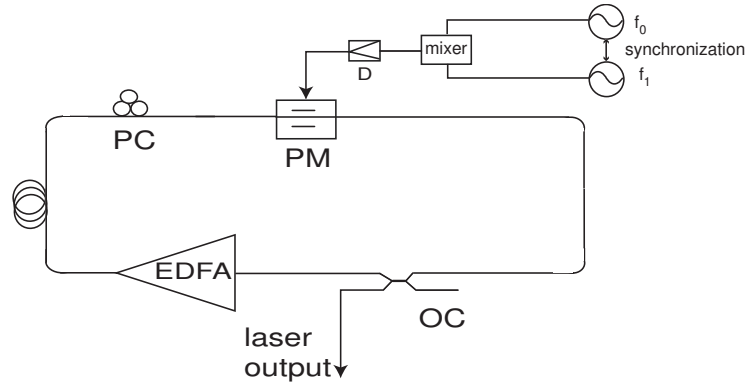 f0
mixer
synchronization
D
f1
PC
PM
EDFA
OC
laser
output